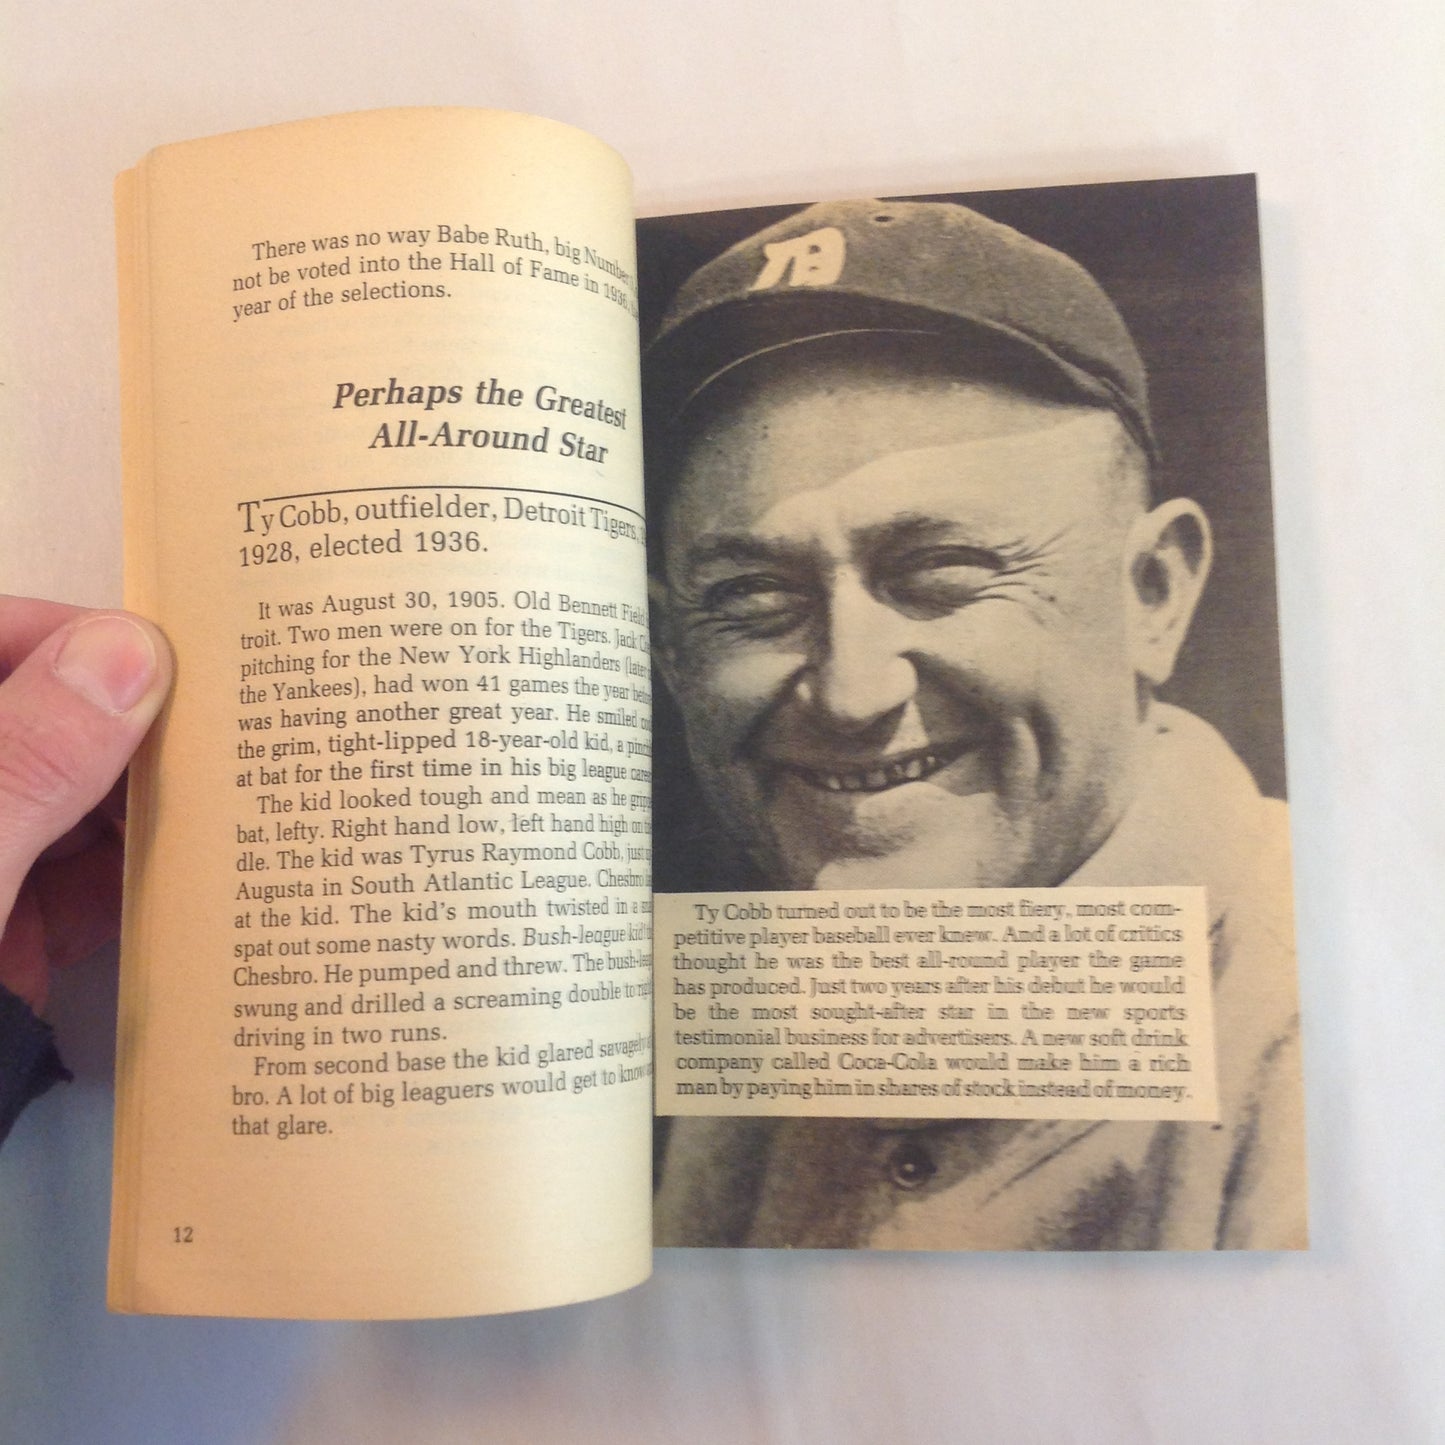 There was no way Babe Ruth, big Number
not be voted into the Hall of Fame in 1936,
year of the selections.
Perhaps the Greatest
All-Around Star
Ty Cobb, outfielder, Detroit Tigers,
1928, elected 1936.
It was August 30, 1905. Old Bennett Field
troit. Two men were on for the Tigers. Jack
pitching for the New York Highlanders (later
the Yankees), had won 41 games the year
was having another great year. He smiled
the grim, tight-lipped 18-year-old kid, a
at bat for the first time in his big league
The kid looked tough and mean as he
bat, lefty. Right hand low, left hand high on
dle. The kid was Tyrus Raymond Cobb, just
Augusta in South Atlantic League. Chesbro
at the kid. The kid's mouth twisted in a
spat out some nasty words. Bush-league kid!
Chesbro. He pumped and threw. The
swung and drilled a screaming double to
driving in two runs.
From second base the kid glared savagely
bro. A lot of big leaguers would get to know
that glare.
12
D
Ty Cobb turned out to be the most fiery, most com-
petitive player baseball ever knew. And a lot of critics
thought he was the best all-round player the game
has produced. Just two years after his debut he would
be the most sought-after star in the new sports
testimonial business for advertisers. A new soft drink
company called Coca-Cola would make him a rich
man by paying him in shares of stock instead of money.